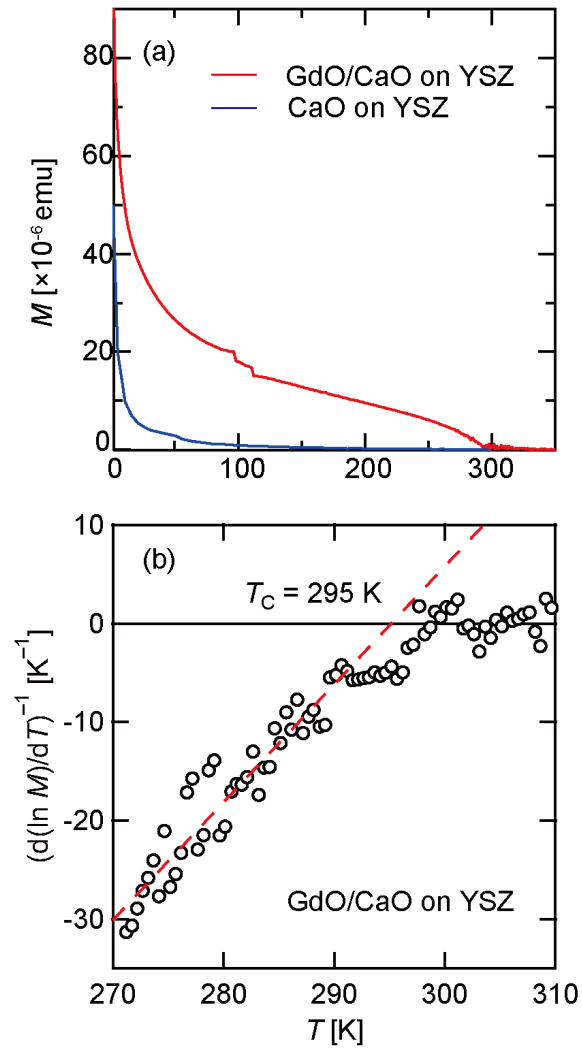 (a)
GdO/CaO on YSZ
CaO on YSZ
M [×10⁻⁶ emu]
80
60
40
20
0
0 100 200 300
(b)
T_C = 295 K
(d(ln M)/dT)⁻¹ [K⁻¹]
10
0
-10
-20
-30
GdO/CaO on YSZ
270 280 290 300 310
T [K]